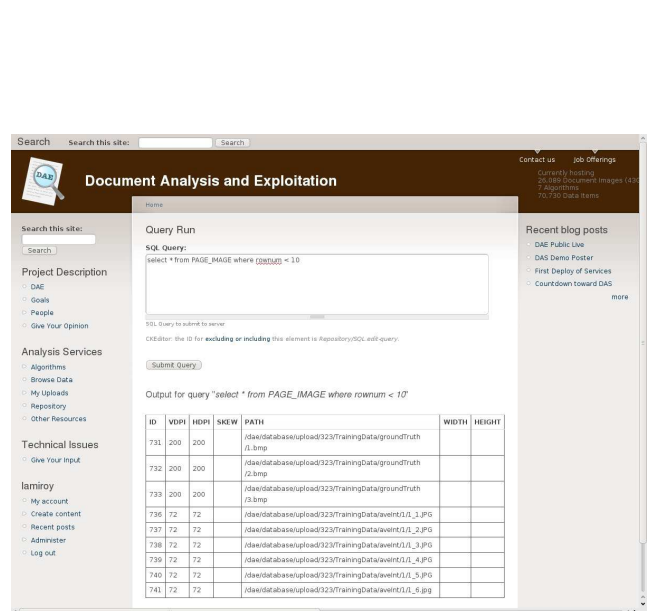 Search Search this site: Search
Contact us Job Offerings
Currently hosting
26,089 Document Images (430
7 Algorithms
70,730 Data Items
DAE
Document Analysis and Exploitation
Home
Search this site:
Search
Project Description
DAE
Goals
People
Give Your Opinion
Analysis Services
Algorithms
Browse Data
My Uploads
Repository
Other Resources
Technical Issues
Give Your Input
lamiroy
My account
Create content
Recent posts
Administer
Log out
Query Run
SQL Query:
select * from PAGE_IMAGE where rownum < 10
SQL Query to submit to server
CKEditor: the ID for excluding or including this element is Repository/SQL.edit-query.
Submit Query
Output for query "select * from PAGE_IMAGE where rownum < 10"
ID VDPI HDPI SKEW PATH WIDTH HEIGHT
731 200 200 /dae/database/upload/323/TrainingData/groundTruth
/1.bmp
732 200 200 /dae/database/upload/323/TrainingData/groundTruth
/2.bmp
733 200 200 /dae/database/upload/323/TrainingData/groundTruth
/3.bmp
736 72 72 /dae/database/upload/323/TrainingData/aveInt/1/1_1.JPG
737 72 72 /dae/database/upload/323/TrainingData/aveInt/1/1_2.JPG
738 72 72 /dae/database/upload/323/TrainingData/aveInt/1/1_3.JPG
739 72 72 /dae/database/upload/323/TrainingData/aveInt/1/1_4.JPG
740 72 72 /dae/database/upload/323/TrainingData/aveInt/1/1_5.JPG
741 72 72 /dae/database/upload/323/TrainingData/aveInt/1/1_6.jpg
Recent blog posts
DAE Public Live
DAS Demo Poster
First Deploy of Services
Countdown toward DAS
more